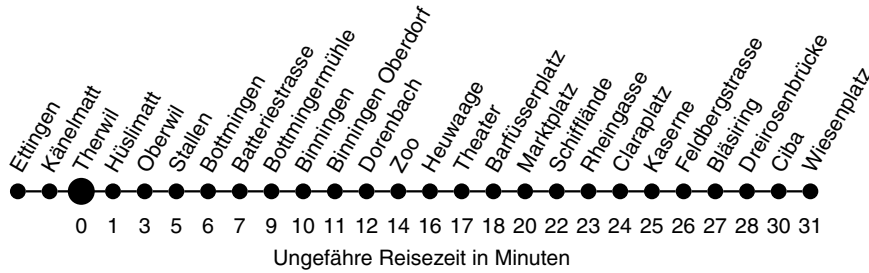 Ettingen
Känelmatt
Therwil
Hüslimatt
Oberwil
Stallen
Bottmingen
Batteriestrasse
Bottmingermühle
Binningen
Binningen Oberdorf
Dorenbach
Zoo
Heuwaage
Theater
Barfüsserplatz
Marktplatz
Schifflände
Rheingasse
Claraplatz
Kaserne
Feldbergstrasse
Bläsiring
Dreirosenbrücke
Ciba
Wiesenplatz
0 1 3 5 6 7 9 10 11 12 14 16 17 18 20 22 23 24 25 26 27 28 30 31
Ungefähre Reisezeit in Minuten